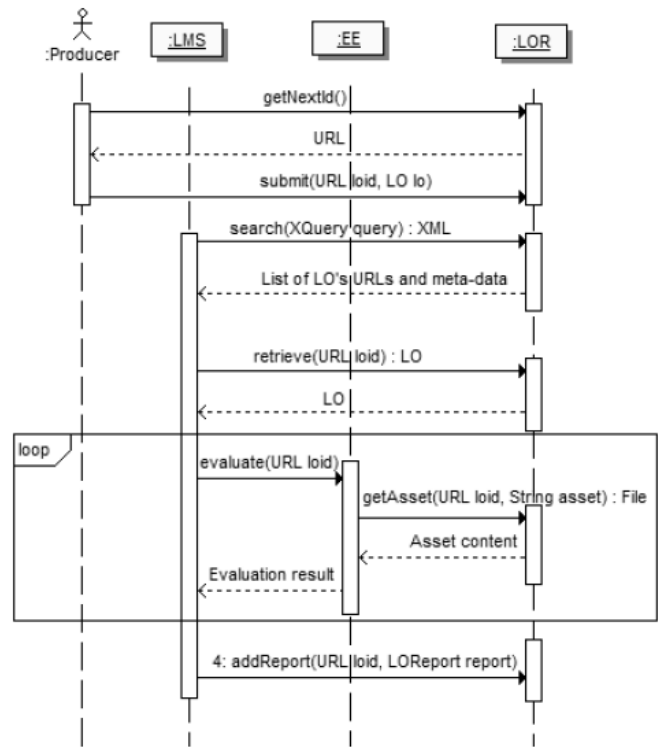 :Producer
:LMS
:EE
:LOR
getNextId()
URL
submit(URL loid, LO lo)
search(XQuery query) : XML
List of LO's URLs and meta-data
retrieve(URL loid) : LO
LO
loop
evaluate(URL loid)
getAsset(URL loid, String asset) : File
Asset content
Evaluation result
4: addReport(URL loid, LOReport report)